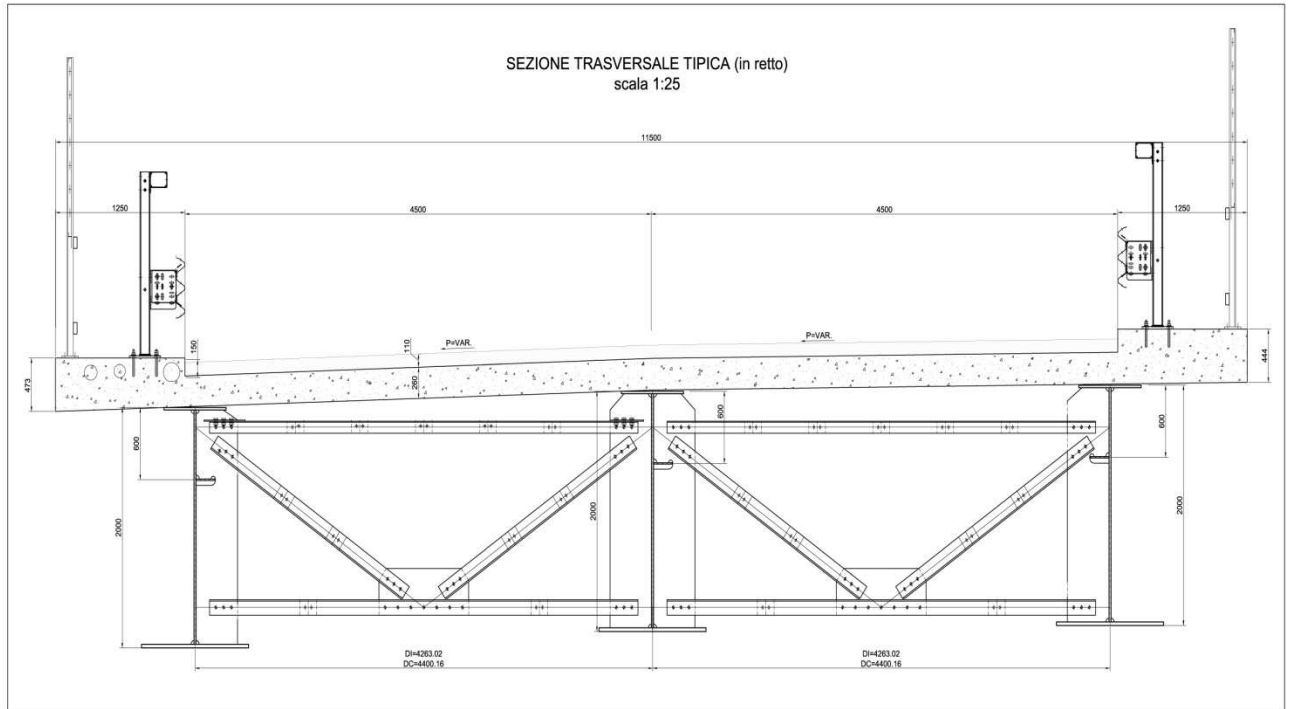 SEZIONE TRASVERSALE TIPICA (in retto)
scala 1:25
11500
1250
4500
4500
1250
P=VAR.
P=VAR.
150
110
260
473
444
600
600
600
2000
2000
2000
DI=4263.02
DC=4400.16
DI=4263.02
DC=4400.16